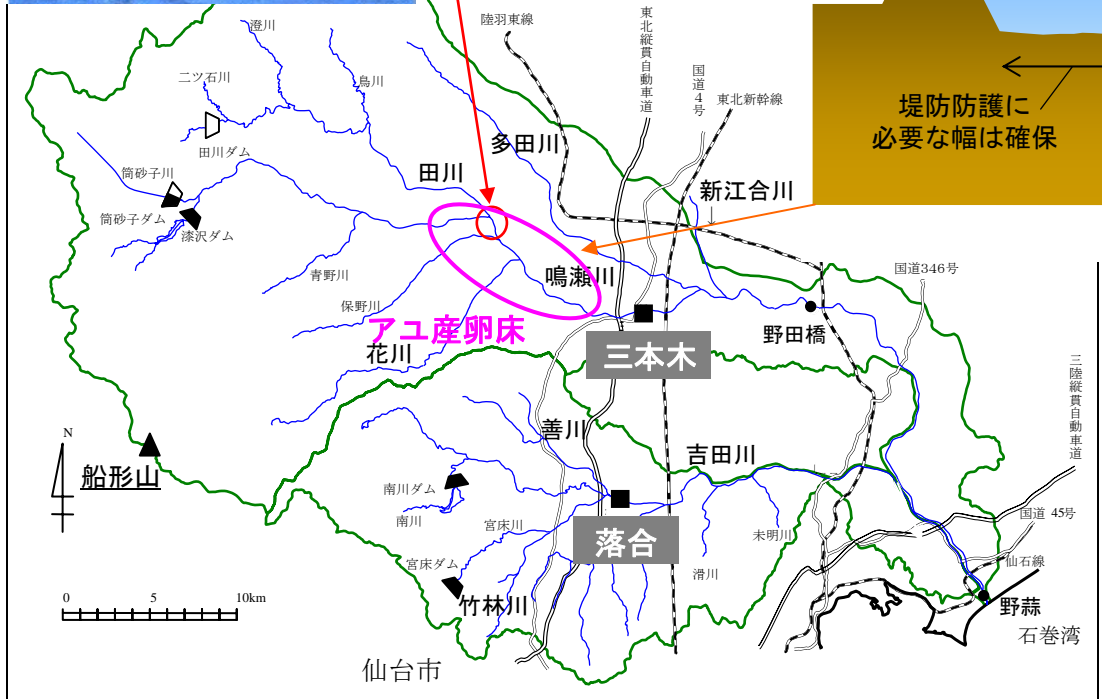 澄川
陸羽東線
東北縦貫自動車道
国道4号
東北新幹線
二ツ石川
鳥川
堤防防護に
必要な幅は確保
多田川
田川ダム
田川
筒砂子川
新江合川
筒砂子ダム
漆沢ダム
国道346号
青野川
鳴瀬川
保野川
アユ産卵床
野田橋
花川
三本木
三陸縦貫自動車道
善川
吉田川
N
船形山
南川ダム
南川
宮床川
国道 45号
落合
未明川
仙石線
宮床ダム
滑川
0 5 10km
竹林川
野蒜
石巻湾
仙台市